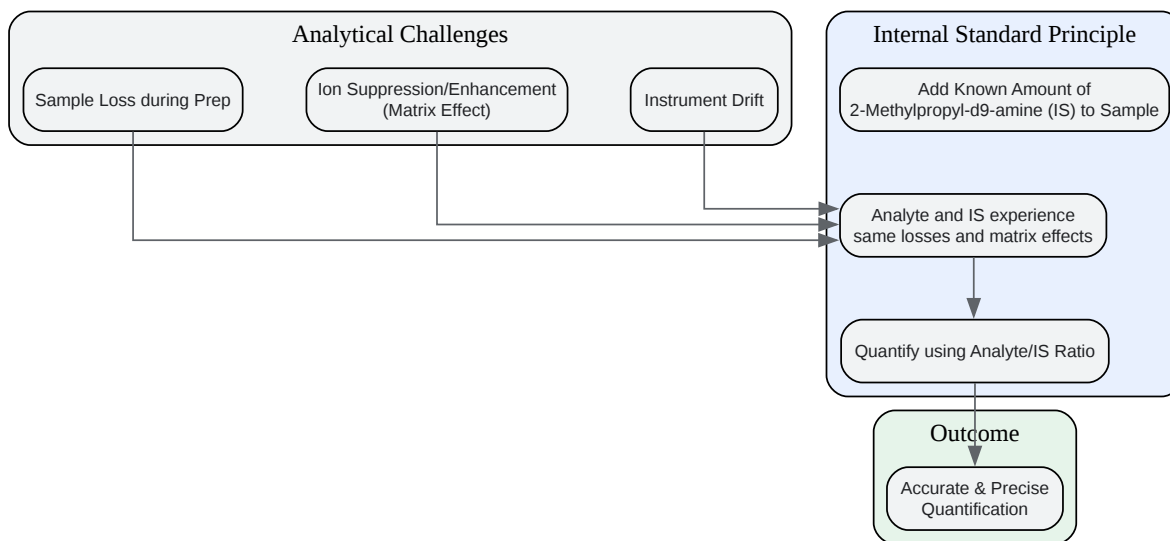 Analytical Challenges
Sample Loss during Prep
Ion Suppression/Enhancement
(Matrix Effect)
Instrument Drift
Internal Standard Principle
Add Known Amount of
2-Methylpropyl-d9-amine (IS) to Sample
Analyte and IS experience
same losses and matrix effects
Quantify using Analyte/IS Ratio
Outcome
Accurate & Precise
Quantification